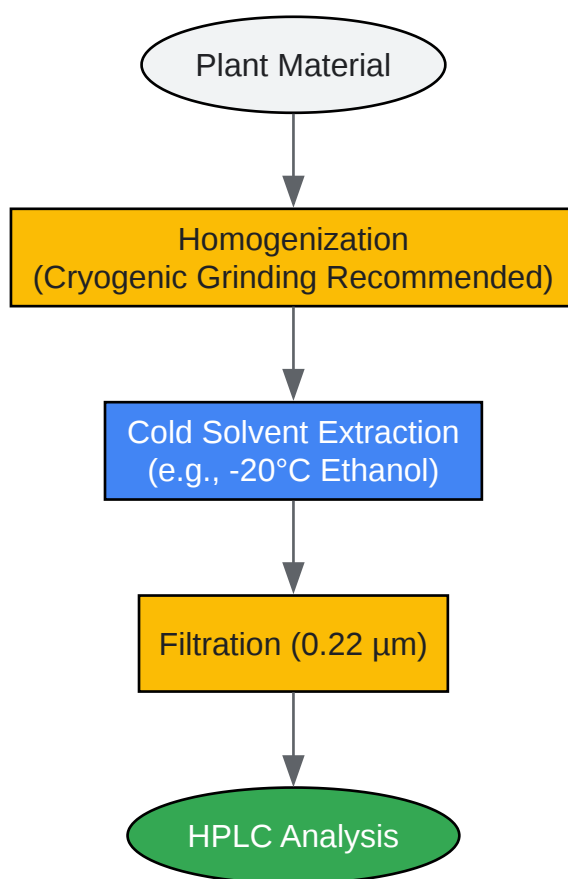 Plant Material
Homogenization
(Cryogenic Grinding Recommended)
Cold Solvent Extraction
(e.g., -20°C Ethanol)
Filtration (0.22 µm)
HPLC Analysis